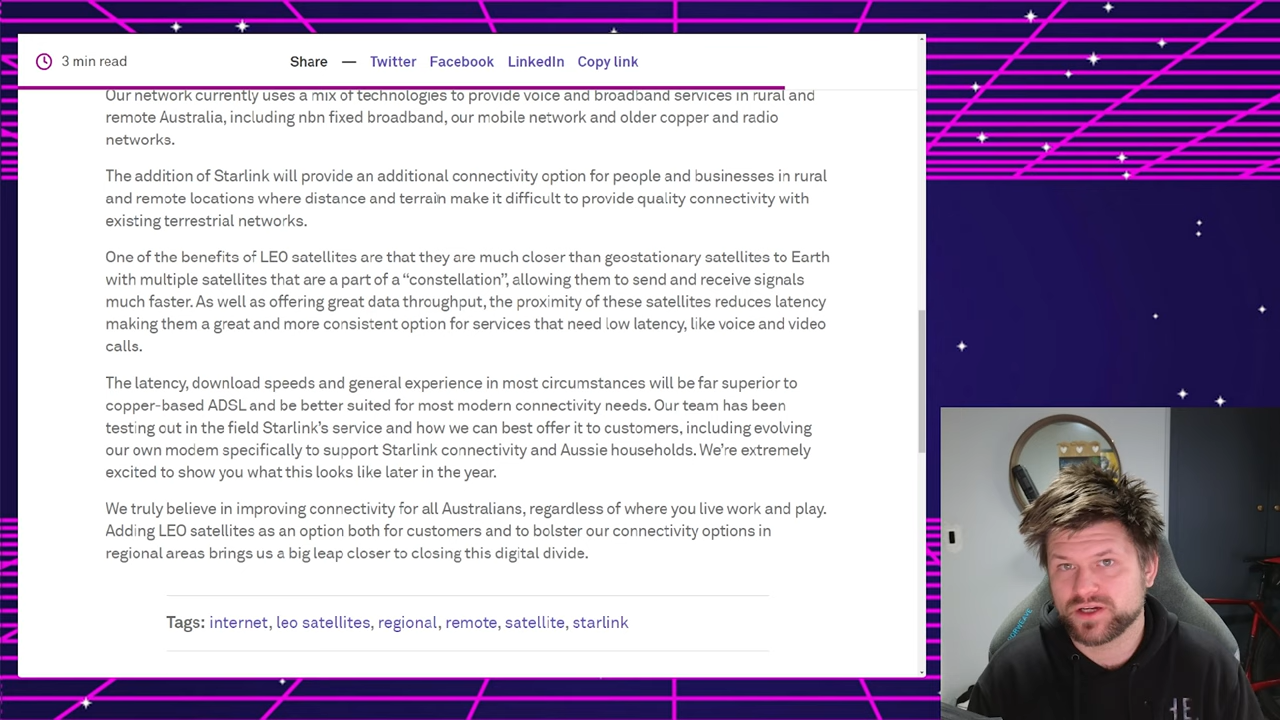 3 min read
Share — Twitter Facebook LinkedIn Copy link
Our network currently uses a mix of technologies to provide voice and broadband services in rural and
remote Australia, including nbn fixed broadband, our mobile network and older copper and radio
networks.
The addition of Starlink will provide an additional connectivity option for people and businesses in rural
and remote locations where distance and terrain make it difficult to provide quality connectivity with
existing terrestrial networks.
One of the benefits of LEO satellites are that they are much closer than geostationary satellites to Earth
with multiple satellites that are a part of a “constellation”, allowing them to send and receive signals
much faster. As well as offering great data throughput, the proximity of these satellites reduces latency
making them a great and more consistent option for services that need low latency, like voice and video
calls.
The latency, download speeds and general experience in most circumstances will be far superior to
copper-based ADSL and be better suited for most modern connectivity needs. Our team has been
testing out in the field Starlink’s service and how we can best offer it to customers, including evolving
our own modem specifically to support Starlink connectivity and Aussie households. We’re extremely
excited to show you what this looks like later in the year.
We truly believe in improving connectivity for all Australians, regardless of where you live work and play.
Adding LEO satellites as an option both for customers and to bolster our connectivity options in
regional areas brings us a big leap closer to closing this digital divide.
Tags: internet, leo satellites, regional, remote, satellite, starlink